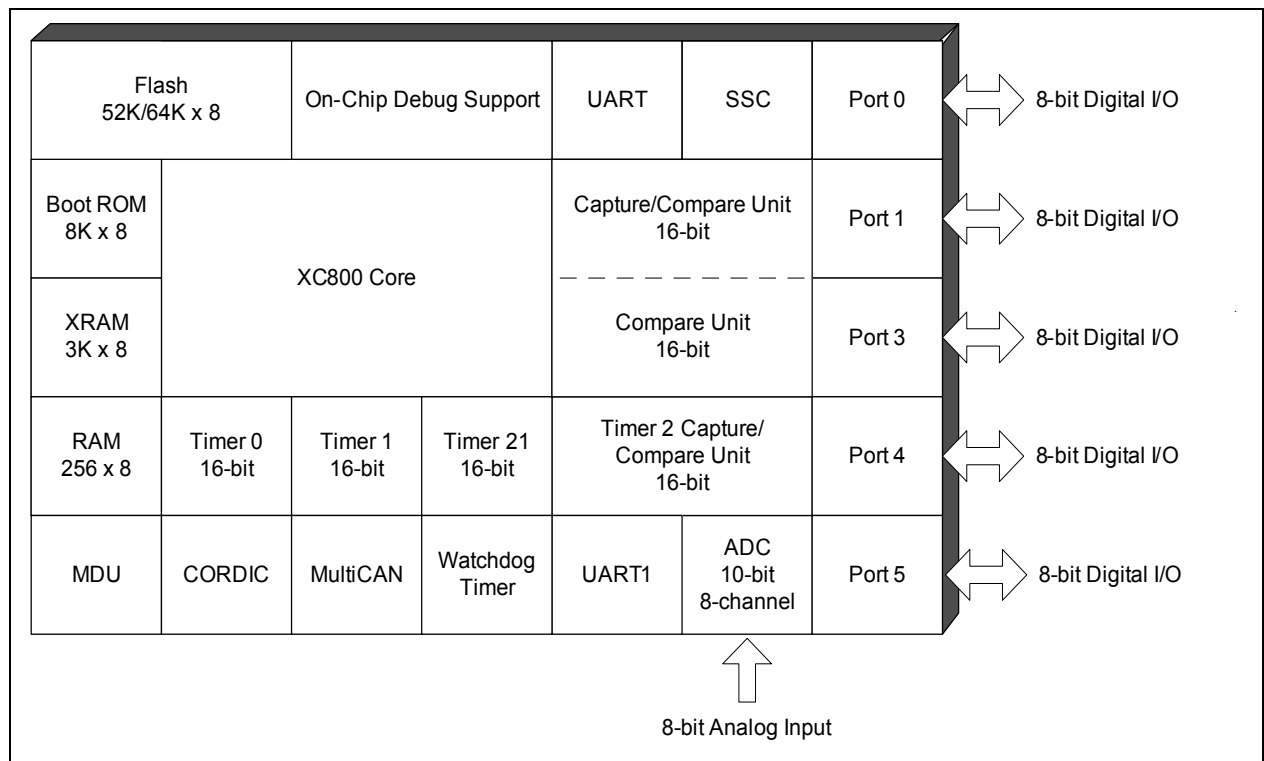 Flash
52K/64K x 8
On-Chip Debug Support
UART
SSC
Port 0
8-bit Digital I/O
Boot ROM
8K x 8
XC800 Core
Capture/Compare Unit
16-bit
Port 1
8-bit Digital I/O
XRAM
3K x 8
Compare Unit
16-bit
Port 3
8-bit Digital I/O
RAM
256 x 8
Timer 0
16-bit
Timer 1
16-bit
Timer 21
16-bit
Timer 2 Capture/
Compare Unit
16-bit
Port 4
8-bit Digital I/O
MDU
CORDIC
MultiCAN
Watchdog
Timer
UART1
ADC
10-bit
8-channel
Port 5
8-bit Digital I/O
8-bit Analog Input